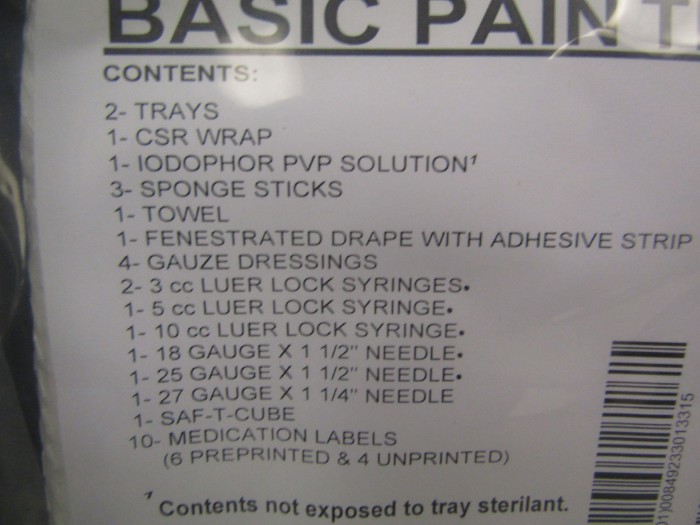 BASIC PAIN T
CONTENTS:
2- TRAYS
1- CSR WRAP
1- IODOPHOR PVP SOLUTION¹
3- SPONGE STICKS
1- TOWEL
1- FENESTRATED DRAPE WITH ADHESIVE STRIP
4- GAUZE DRESSINGS
2- 3 cc LUER LOCK SYRINGES•
1- 5 cc LUER LOCK SYRINGE•
1- 10 cc LUER LOCK SYRINGE•
1- 18 GAUGE X 1 1/2" NEEDLE•
1- 25 GAUGE X 1 1/2" NEEDLE•
1- 27 GAUGE X 1 1/4" NEEDLE
1- SAF-T-CUBE
10- MEDICATION LABELS
(6 PREPRINTED & 4 UNPRINTED)
¹ Contents not exposed to tray sterilant.
01)00849233013315